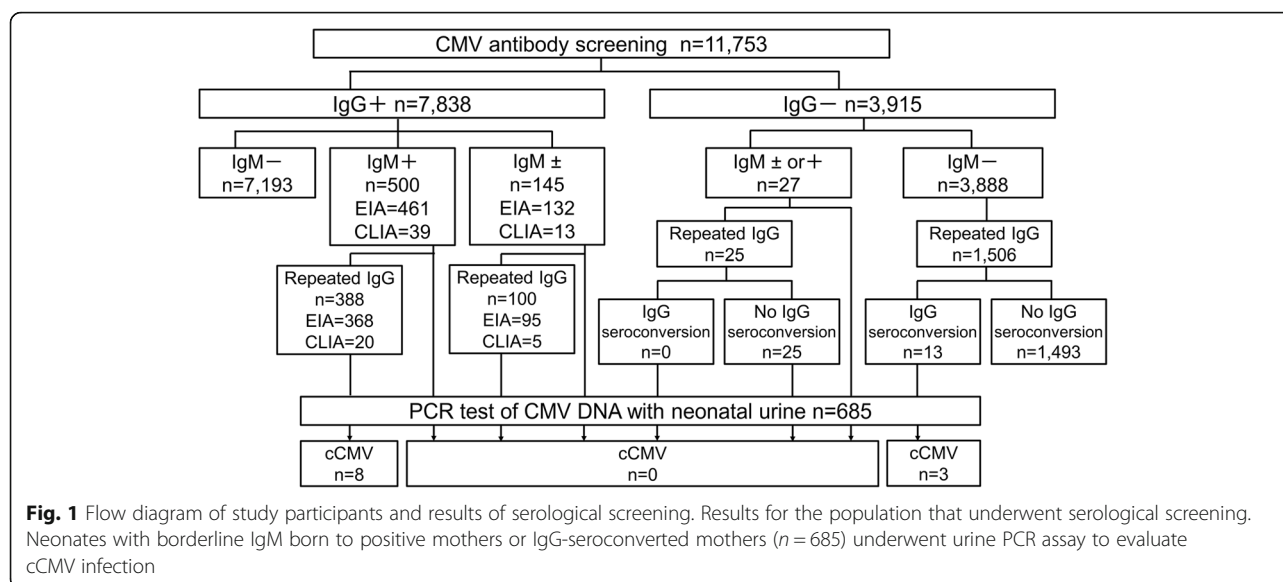 CMV antibody screening n=11,753
IgG+ n=7,838
IgG− n=3,915
IgM−
n=7,193
IgM+
n=500
EIA=461
CLIA=39
IgM ±
n=145
EIA=132
CLIA=13
IgM ± or+
n=27
IgM−
n=3,888
Repeated IgG
n=388
EIA=368
CLIA=20
Repeated IgG
n=100
EIA=95
CLIA=5
Repeated IgG
n=25
Repeated IgG
n=1,506
IgG
seroconversion
n=0
No IgG
seroconversion
n=25
IgG
seroconversion
n=13
No IgG
seroconversion
n=1,493
PCR test of CMV DNA with neonatal urine n=685
cCMV
n=8
cCMV
n=0
cCMV
n=3
Fig. 1 Flow diagram of study participants and results of serological screening. Results for the population that underwent serological screening.
Neonates with borderline IgM born to positive mothers or IgG-seroconverted mothers (n = 685) underwent urine PCR assay to evaluate
cCMV infection